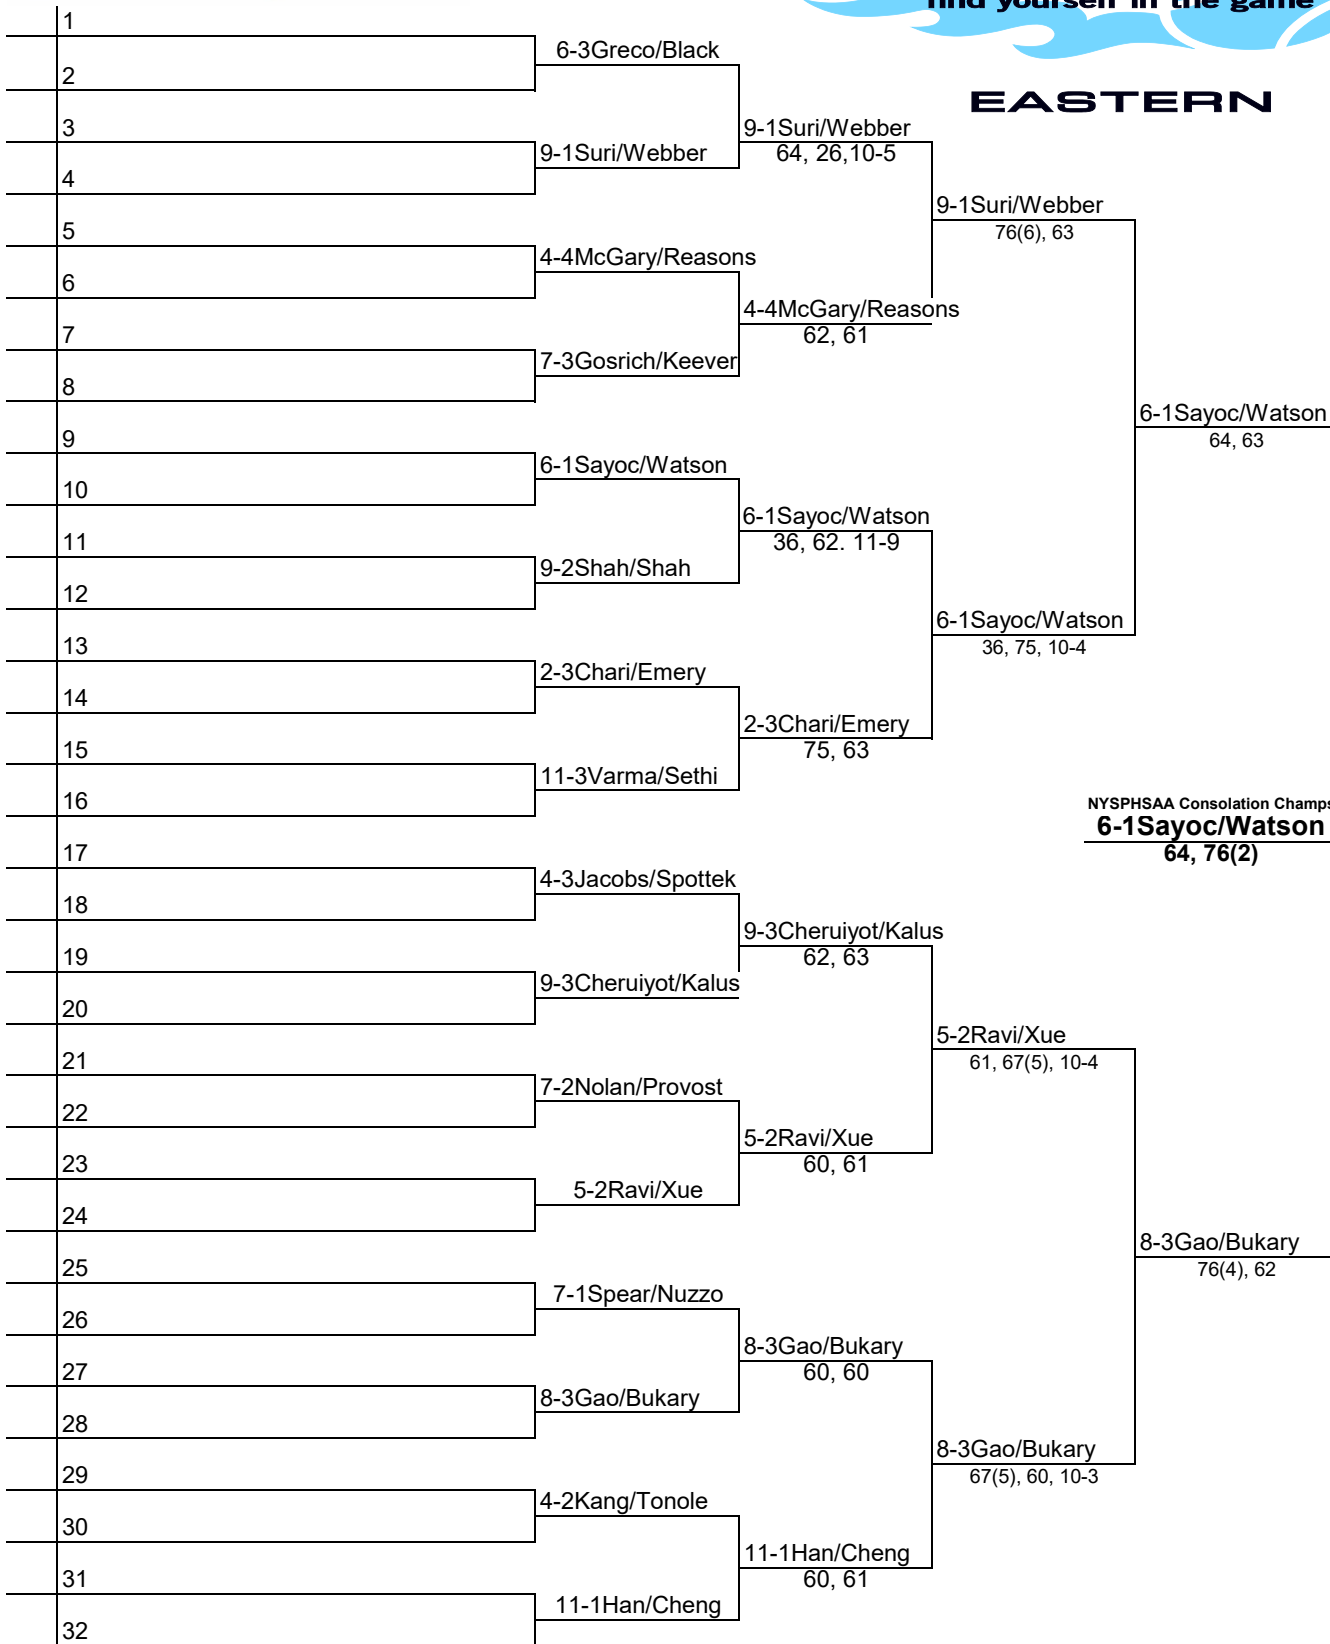 find yourself in the game
EASTERN
1
6-3Greco/Black
2
3
9-1Suri/Webber
64, 26,10-5
9-1Suri/Webber
4
9-1Suri/Webber
76(6), 63
5
4-4McGary/Reasons
6
4-4McGary/Reasons
62, 61
7
7-3Gosrich/Keever
8
6-1Sayoc/Watson
64, 63
9
6-1Sayoc/Watson
10
6-1Sayoc/Watson
36, 62. 11-9
11
9-2Shah/Shah
12
6-1Sayoc/Watson
36, 75, 10-4
13
2-3Chari/Emery
14
2-3Chari/Emery
75, 63
15
11-3Varma/Sethi
16
NYSPHSAA Consolation Champs
6-1Sayoc/Watson
64, 76(2)
17
4-3Jacobs/Spottek
18
9-3Cheruiyot/Kalus
62, 63
19
9-3Cheruiyot/Kalus
20
5-2Ravi/Xue
61, 67(5), 10-4
21
7-2Nolan/Provost
22
5-2Ravi/Xue
60, 61
23
5-2Ravi/Xue
24
8-3Gao/Bukary
76(4), 62
25
7-1Spear/Nuzzo
26
8-3Gao/Bukary
60, 60
27
8-3Gao/Bukary
28
8-3Gao/Bukary
67(5), 60, 10-3
29
4-2Kang/Tonole
30
11-1Han/Cheng
60, 61
31
11-1Han/Cheng
32